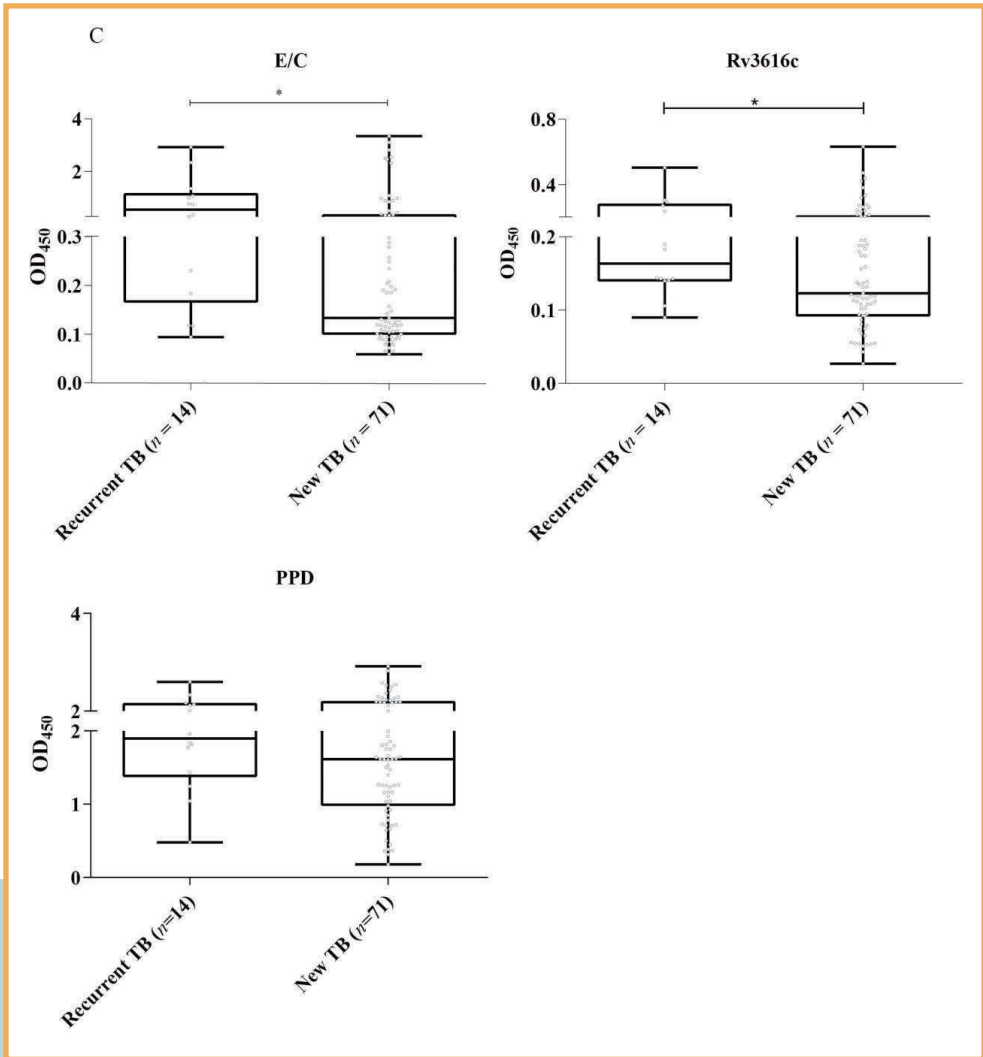 C
E/C
*
OD450
4
2
0.3
0.2
0.1
0.0
Recurrent TB (n = 14)
New TB (n = 71)
Rv3616c
*
OD450
0.8
0.4
0.2
0.1
0.0
Recurrent TB (n = 14)
New TB (n = 71)
PPD
OD450
4
2
2
1
0
Recurrent TB (n=14)
New TB (n=71)